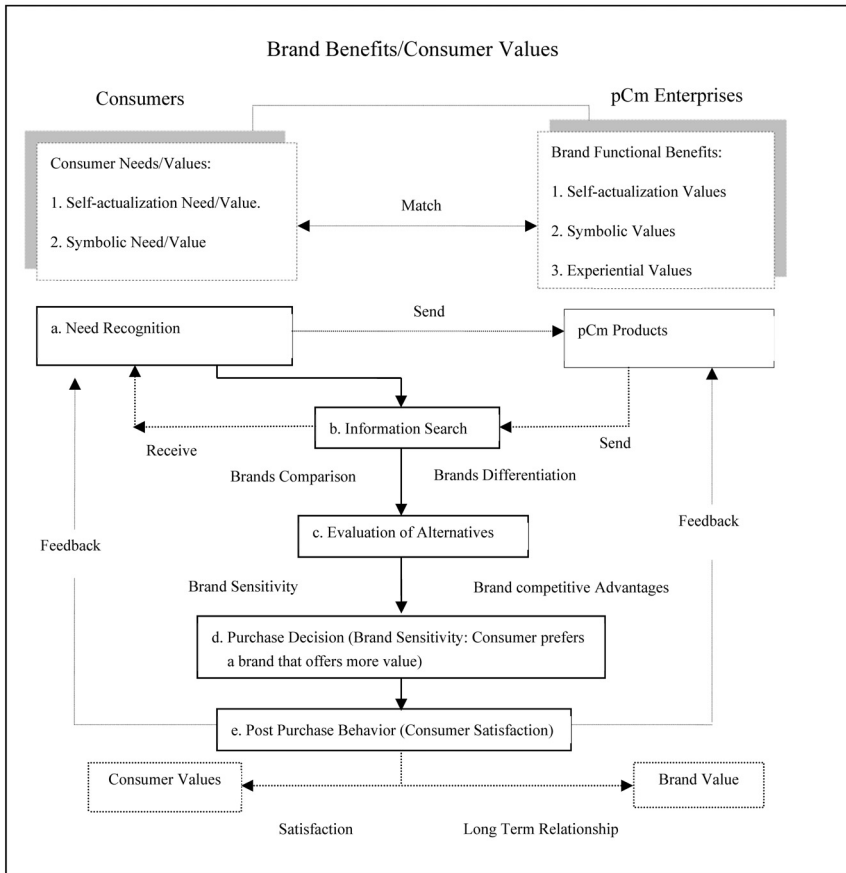 Brand Benefits/Consumer Values
Consumers
pCm Enterprises
Consumer Needs/Values:
1. Self-actualization Need/Value.
2. Symbolic Need/Value
Match
Brand Functional Benefits:
1. Self-actualization Values
2. Symbolic Values
3. Experiential Values
a. Need Recognition
Send
pCm Products
b. Information Search
Receive
Send
Brands Comparison
Brands Differentiation
c. Evaluation of Alternatives
Feedback
Feedback
Brand Sensitivity
Brand competitive Advantages
d. Purchase Decision (Brand Sensitivity: Consumer prefers
a brand that offers more value)
e. Post Purchase Behavior (Consumer Satisfaction)
Consumer Values
Brand Value
Satisfaction
Long Term Relationship